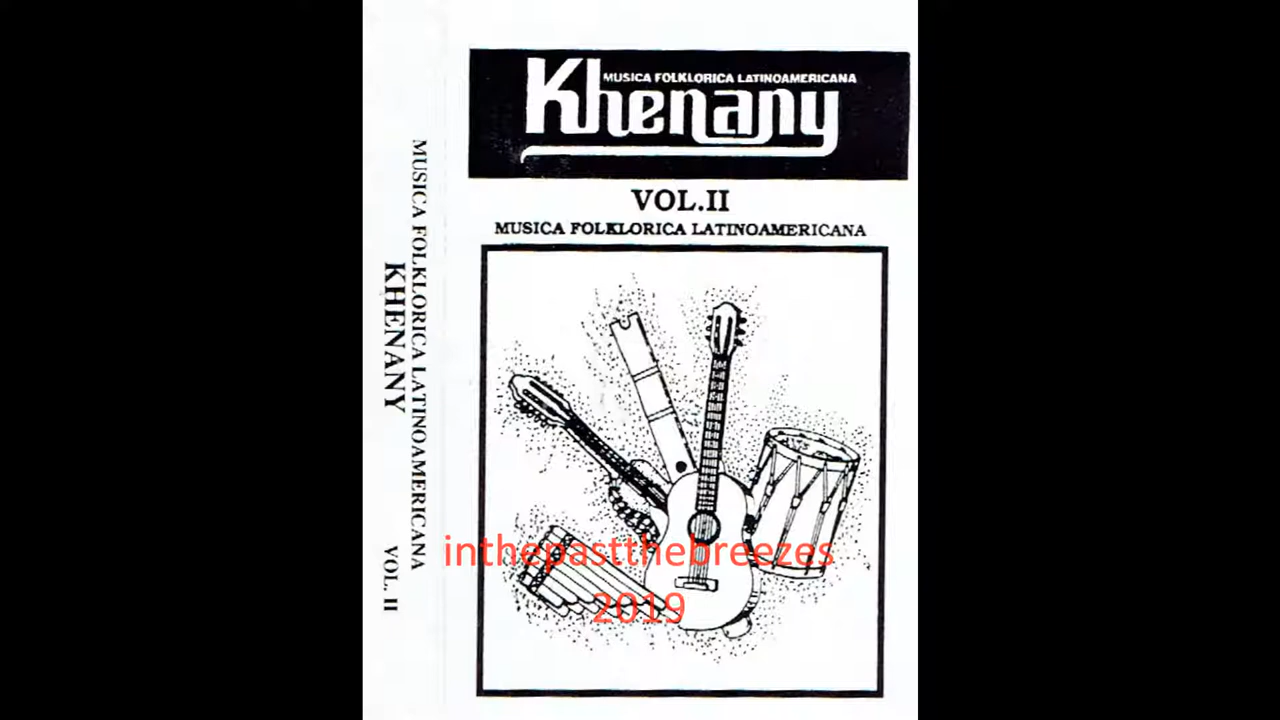 MUSICA FOLKLORICA LATINOAMERICANA
KHENANY
VOL. II
MUSICA FOLKLORICA LATINOAMERICANA
Khenany
VOL.II
MUSICA FOLKLORICA LATINOAMERICANA
inthepastthebreezes
2019